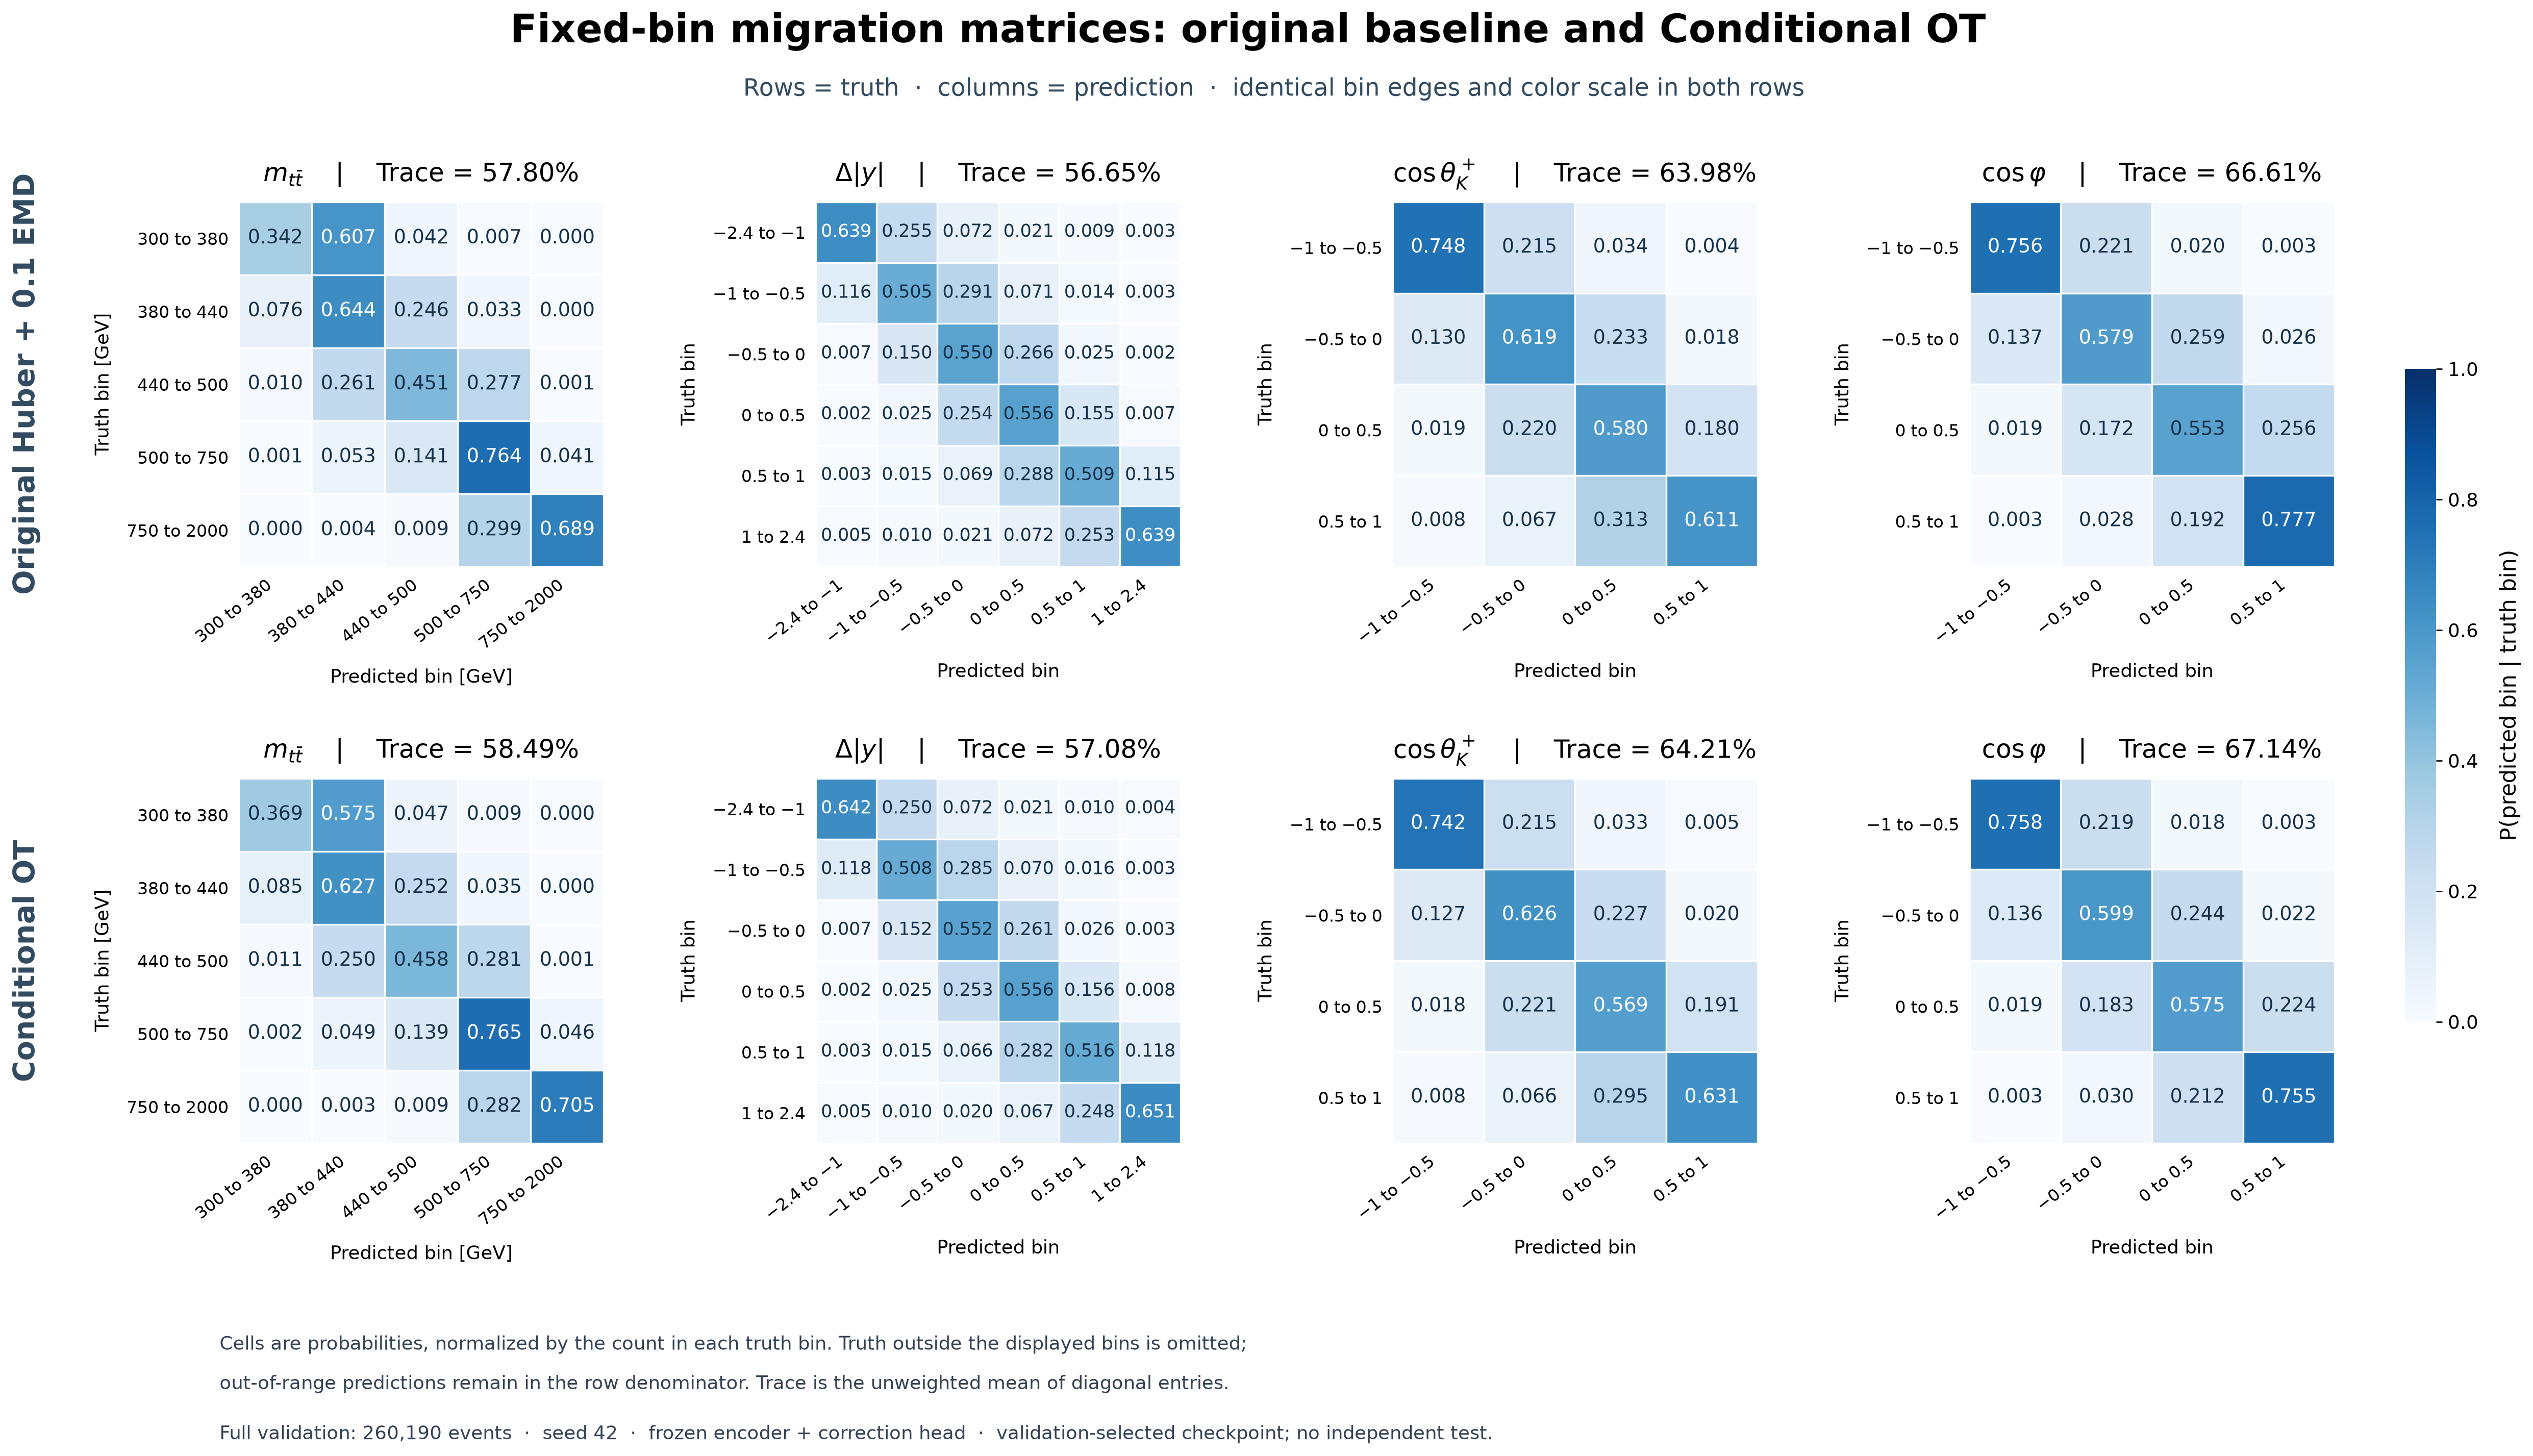 Fixed-bin migration matrices: original baseline and Conditional OT
Rows = truth · columns = prediction · identical bin edges and color scale in both rows
Original Huber + 0.1 EMD
m_{tt̄} | Trace = 57.80%
Truth bin [GeV]
300 to 380 0.342 0.607 0.042 0.007 0.000
380 to 440 0.076 0.644 0.246 0.033 0.000
440 to 500 0.010 0.261 0.451 0.277 0.001
500 to 750 0.001 0.053 0.141 0.764 0.041
750 to 2000 0.000 0.004 0.009 0.299 0.689
300 to 380 380 to 440 440 to 500 500 to 750 750 to 2000
Predicted bin [GeV]
Δ|y| | Trace = 56.65%
Truth bin
−2.4 to −1 0.639 0.255 0.072 0.021 0.009 0.003
−1 to −0.5 0.116 0.505 0.291 0.071 0.014 0.003
−0.5 to 0 0.007 0.150 0.550 0.266 0.025 0.002
0 to 0.5 0.002 0.025 0.254 0.556 0.155 0.007
0.5 to 1 0.003 0.015 0.069 0.288 0.509 0.115
1 to 2.4 0.005 0.010 0.021 0.072 0.253 0.639
−2.4 to −1 −1 to −0.5 −0.5 to 0 0 to 0.5 0.5 to 1 1 to 2.4
Predicted bin
cos θ_K^+ | Trace = 63.98%
Truth bin
−1 to −0.5 0.748 0.215 0.034 0.004
−0.5 to 0 0.130 0.619 0.233 0.018
0 to 0.5 0.019 0.220 0.580 0.180
0.5 to 1 0.008 0.067 0.313 0.611
−1 to −0.5 −0.5 to 0 0 to 0.5 0.5 to 1
Predicted bin
cos φ | Trace = 66.61%
Truth bin
−1 to −0.5 0.756 0.221 0.020 0.003
−0.5 to 0 0.137 0.579 0.259 0.026
0 to 0.5 0.019 0.172 0.553 0.256
0.5 to 1 0.003 0.028 0.192 0.777
−1 to −0.5 −0.5 to 0 0 to 0.5 0.5 to 1
Predicted bin
Conditional OT
m_{tt̄} | Trace = 58.49%
Truth bin [GeV]
300 to 380 0.369 0.575 0.047 0.009 0.000
380 to 440 0.085 0.627 0.252 0.035 0.000
440 to 500 0.011 0.250 0.458 0.281 0.001
500 to 750 0.002 0.049 0.139 0.765 0.046
750 to 2000 0.000 0.003 0.009 0.282 0.705
300 to 380 380 to 440 440 to 500 500 to 750 750 to 2000
Predicted bin [GeV]
Δ|y| | Trace = 57.08%
Truth bin
−2.4 to −1 0.642 0.250 0.072 0.021 0.010 0.004
−1 to −0.5 0.118 0.508 0.285 0.070 0.016 0.003
−0.5 to 0 0.007 0.152 0.552 0.261 0.026 0.003
0 to 0.5 0.002 0.025 0.253 0.556 0.156 0.008
0.5 to 1 0.003 0.015 0.066 0.282 0.516 0.118
1 to 2.4 0.005 0.010 0.020 0.067 0.248 0.651
−2.4 to −1 −1 to −0.5 −0.5 to 0 0 to 0.5 0.5 to 1 1 to 2.4
Predicted bin
cos θ_K^+ | Trace = 64.21%
Truth bin
−1 to −0.5 0.742 0.215 0.033 0.005
−0.5 to 0 0.127 0.626 0.227 0.020
0 to 0.5 0.018 0.221 0.569 0.191
0.5 to 1 0.008 0.066 0.295 0.631
−1 to −0.5 −0.5 to 0 0 to 0.5 0.5 to 1
Predicted bin
cos φ | Trace = 67.14%
Truth bin
−1 to −0.5 0.758 0.219 0.018 0.003
−0.5 to 0 0.136 0.599 0.244 0.022
0 to 0.5 0.019 0.183 0.575 0.224
0.5 to 1 0.003 0.030 0.212 0.755
−1 to −0.5 −0.5 to 0 0 to 0.5 0.5 to 1
Predicted bin
1.0
0.8
0.6
0.4
0.2
0.0
P(predicted bin | truth bin)
Cells are probabilities, normalized by the count in each truth bin. Truth outside the displayed bins is omitted;
out-of-range predictions remain in the row denominator. Trace is the unweighted mean of diagonal entries.
Full validation: 260,190 events · seed 42 · frozen encoder + correction head · validation-selected checkpoint; no independent test.